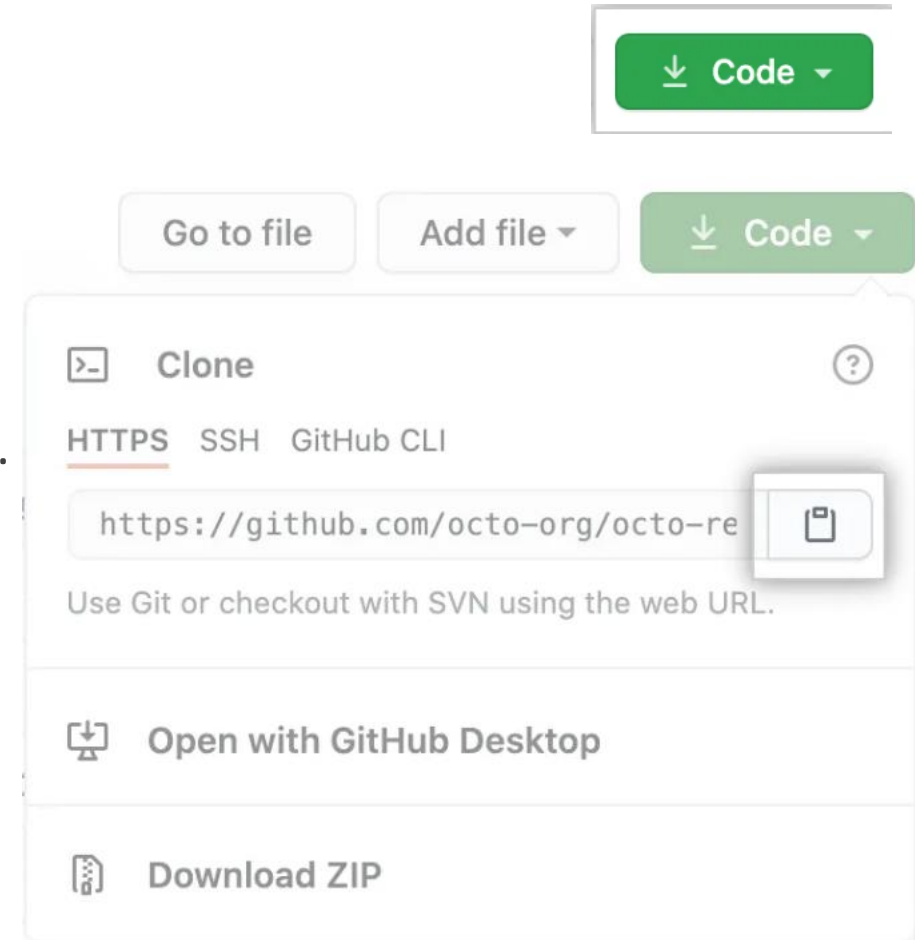 Code
Go to file Add file Code
Clone
HTTPS SSH GitHub CLI
https://github.com/octo-org/octo-re
Use Git or checkout with SVN using the web URL.
Open with GitHub Desktop
Download ZIP